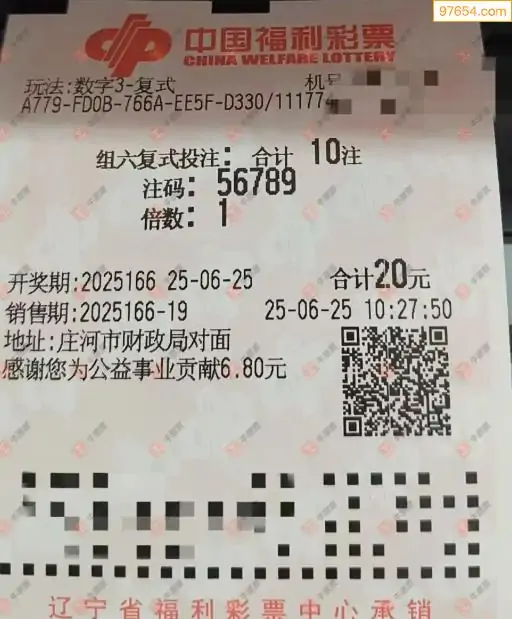 97654.com
中国福利彩票
CHINA WELFARE LOTTERY
玩法:数字3-复式 机号
A779-FD0B-766A-EE5F-D330/111774
组六复式投注: 合计 10注
注码: 56789
倍数: 1
开奖期:2025166 25-06-25 合计20元
销售期:2025166-19 25-06-25 10:27:50
地址:庄河市财政局对面
感谢您为公益事业贡献6.80元
辽宁省福利彩票中心承销